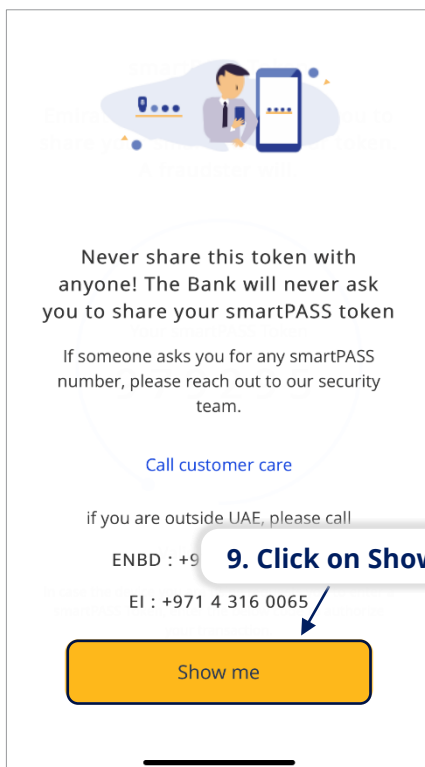 Never share this token with
anyone! The Bank will never ask
you to share your smartPASS token
If someone asks you for any smartPASS
number, please reach out to our security
team.
Call customer care
if you are outside UAE, please call
ENBD : +9
9. Click on Show
EI : +971 4 316 0065
Show me